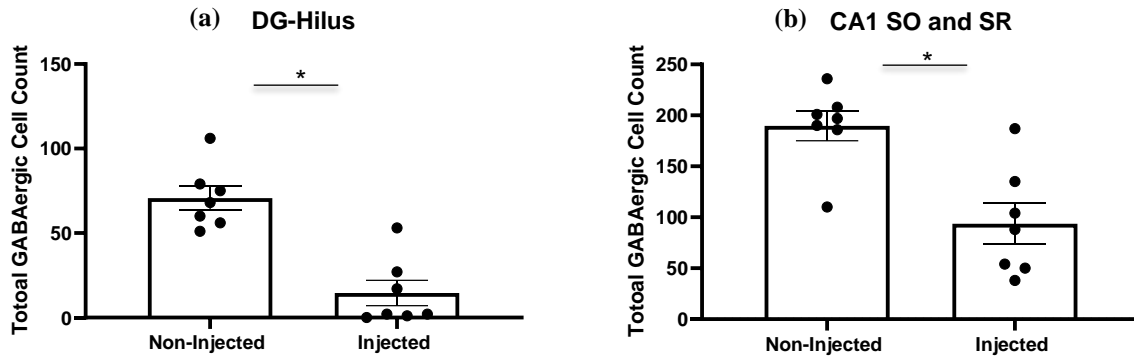 (a) DG-Hilus
Totoal GABAergic Cell Count
150
100
50
0
*
Non-Injected Injected
(b) CA1 SO and SR
Totoal GABAergic Cell Count
250
200
150
100
50
0
*
Non-Injected Injected